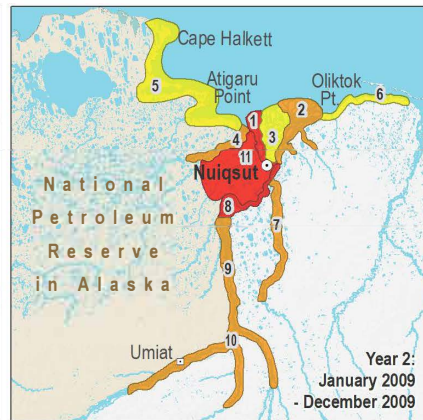 Cape Halkett
Atigaru
Point
Oliktok
Pt.
5
6
1
2
3
4
11
Nuiqsut
8
7
National
Petroleum
Reserve
in Alaska
9
10
Umiat
Year 2:
January 2009
- December 2009